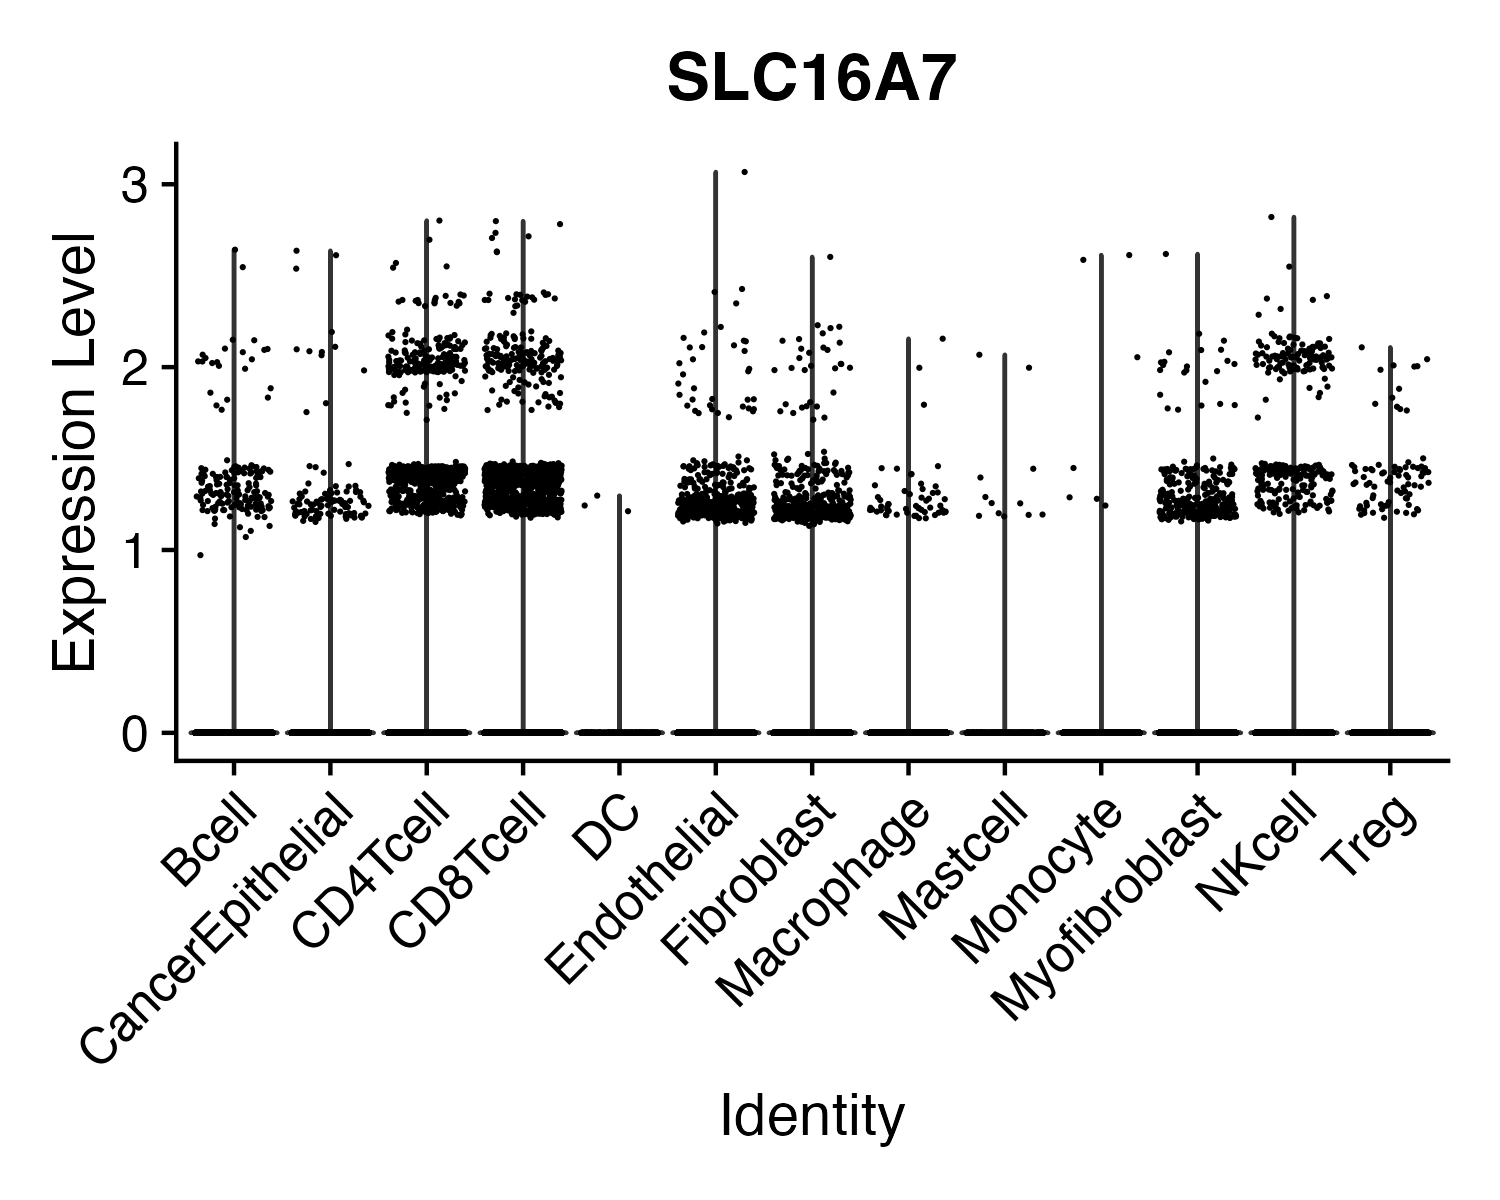 SLC16A7
Expression Level
3
2
1
0
Bcell
CancerEpithelial
CD4Tcell
CD8Tcell
DC
Endothelial
Fibroblast
Macrophage
Mastcell
Monocyte
Myofibroblast
NKcell
Treg
Identity